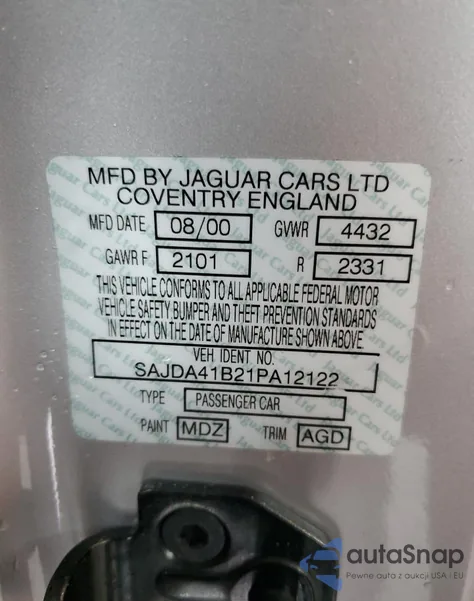 MFD BY JAGUAR CARS LTD
COVENTRY ENGLAND
MFD DATE 08/00 GVWR 4432
GAWR F 2101 R 2331
THIS VEHICLE CONFORMS TO ALL APPLICABLE FEDERAL MOTOR
VEHICLE SAFETY, BUMPER AND THEFT PREVENTION STANDARDS
IN EFFECT ON THE DATE OF MANUFACTURE SHOWN ABOVE
VEH IDENT NO.
SAJDA41B21PA12122
TYPE PASSENGER CAR
PAINT MDZ TRIM AGD
autoSnap
Pewne auta z aukcji USA i EU